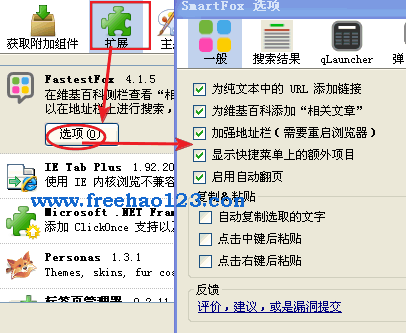 获取附加组件
扩展
主
FastestFox 4.1.5
在维基百科侧栏查看“相
以在地址栏上进行搜索，
选项(O)
IE Tab Plus 1.92.20
使用 IE 内核浏览不兼容
www.freehao123.com
Microsoft .NET Fram
添加 ClickOnce 支持以及
Personas 1.3.1
Themes, skins, fur cos
标签页管理器 0.2.11
SmartFox 选项
一般
搜索结果
qLauncher
弹
为纯文本中的 URL 添加链接
为维基百科添加“相关文章”
加强地址栏(需要重启浏览器)
显示快捷菜单上的额外项目
启用自动翻页
复制&粘贴
自动复制选取的文字
点击中键后粘贴
点击右键后粘贴
反馈
评价，建议，或是漏洞提交